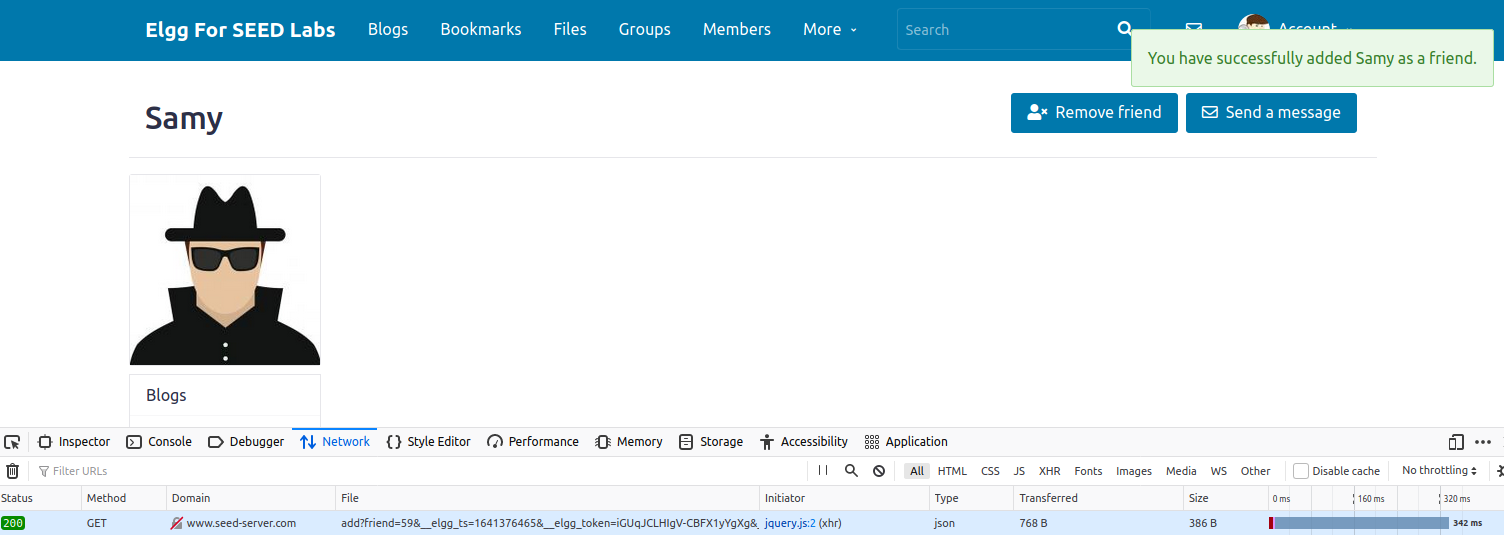 Elgg For SEED Labs Blogs Bookmarks Files Groups Members More Search Account
You have successfully added Samy as a friend.
Samy Remove friend Send a message
Blogs
Inspector Console Debugger Network Style Editor Performance Memory Storage Accessibility Application
Filter URLs All HTML CSS JS XHR Fonts Images Media WS Other Disable cache No throttling
Status Method Domain File Initiator Type Transferred Size 0 ms 160 ms 320 ms
200 GET www.seed-server.com add?friend=59&__elgg_ts=1641376465&__elgg_token=iGUqJCLHIgV-CBFX1yYgXg&_ jquery.js:2 (xhr) json 768 B 386 B 342 ms